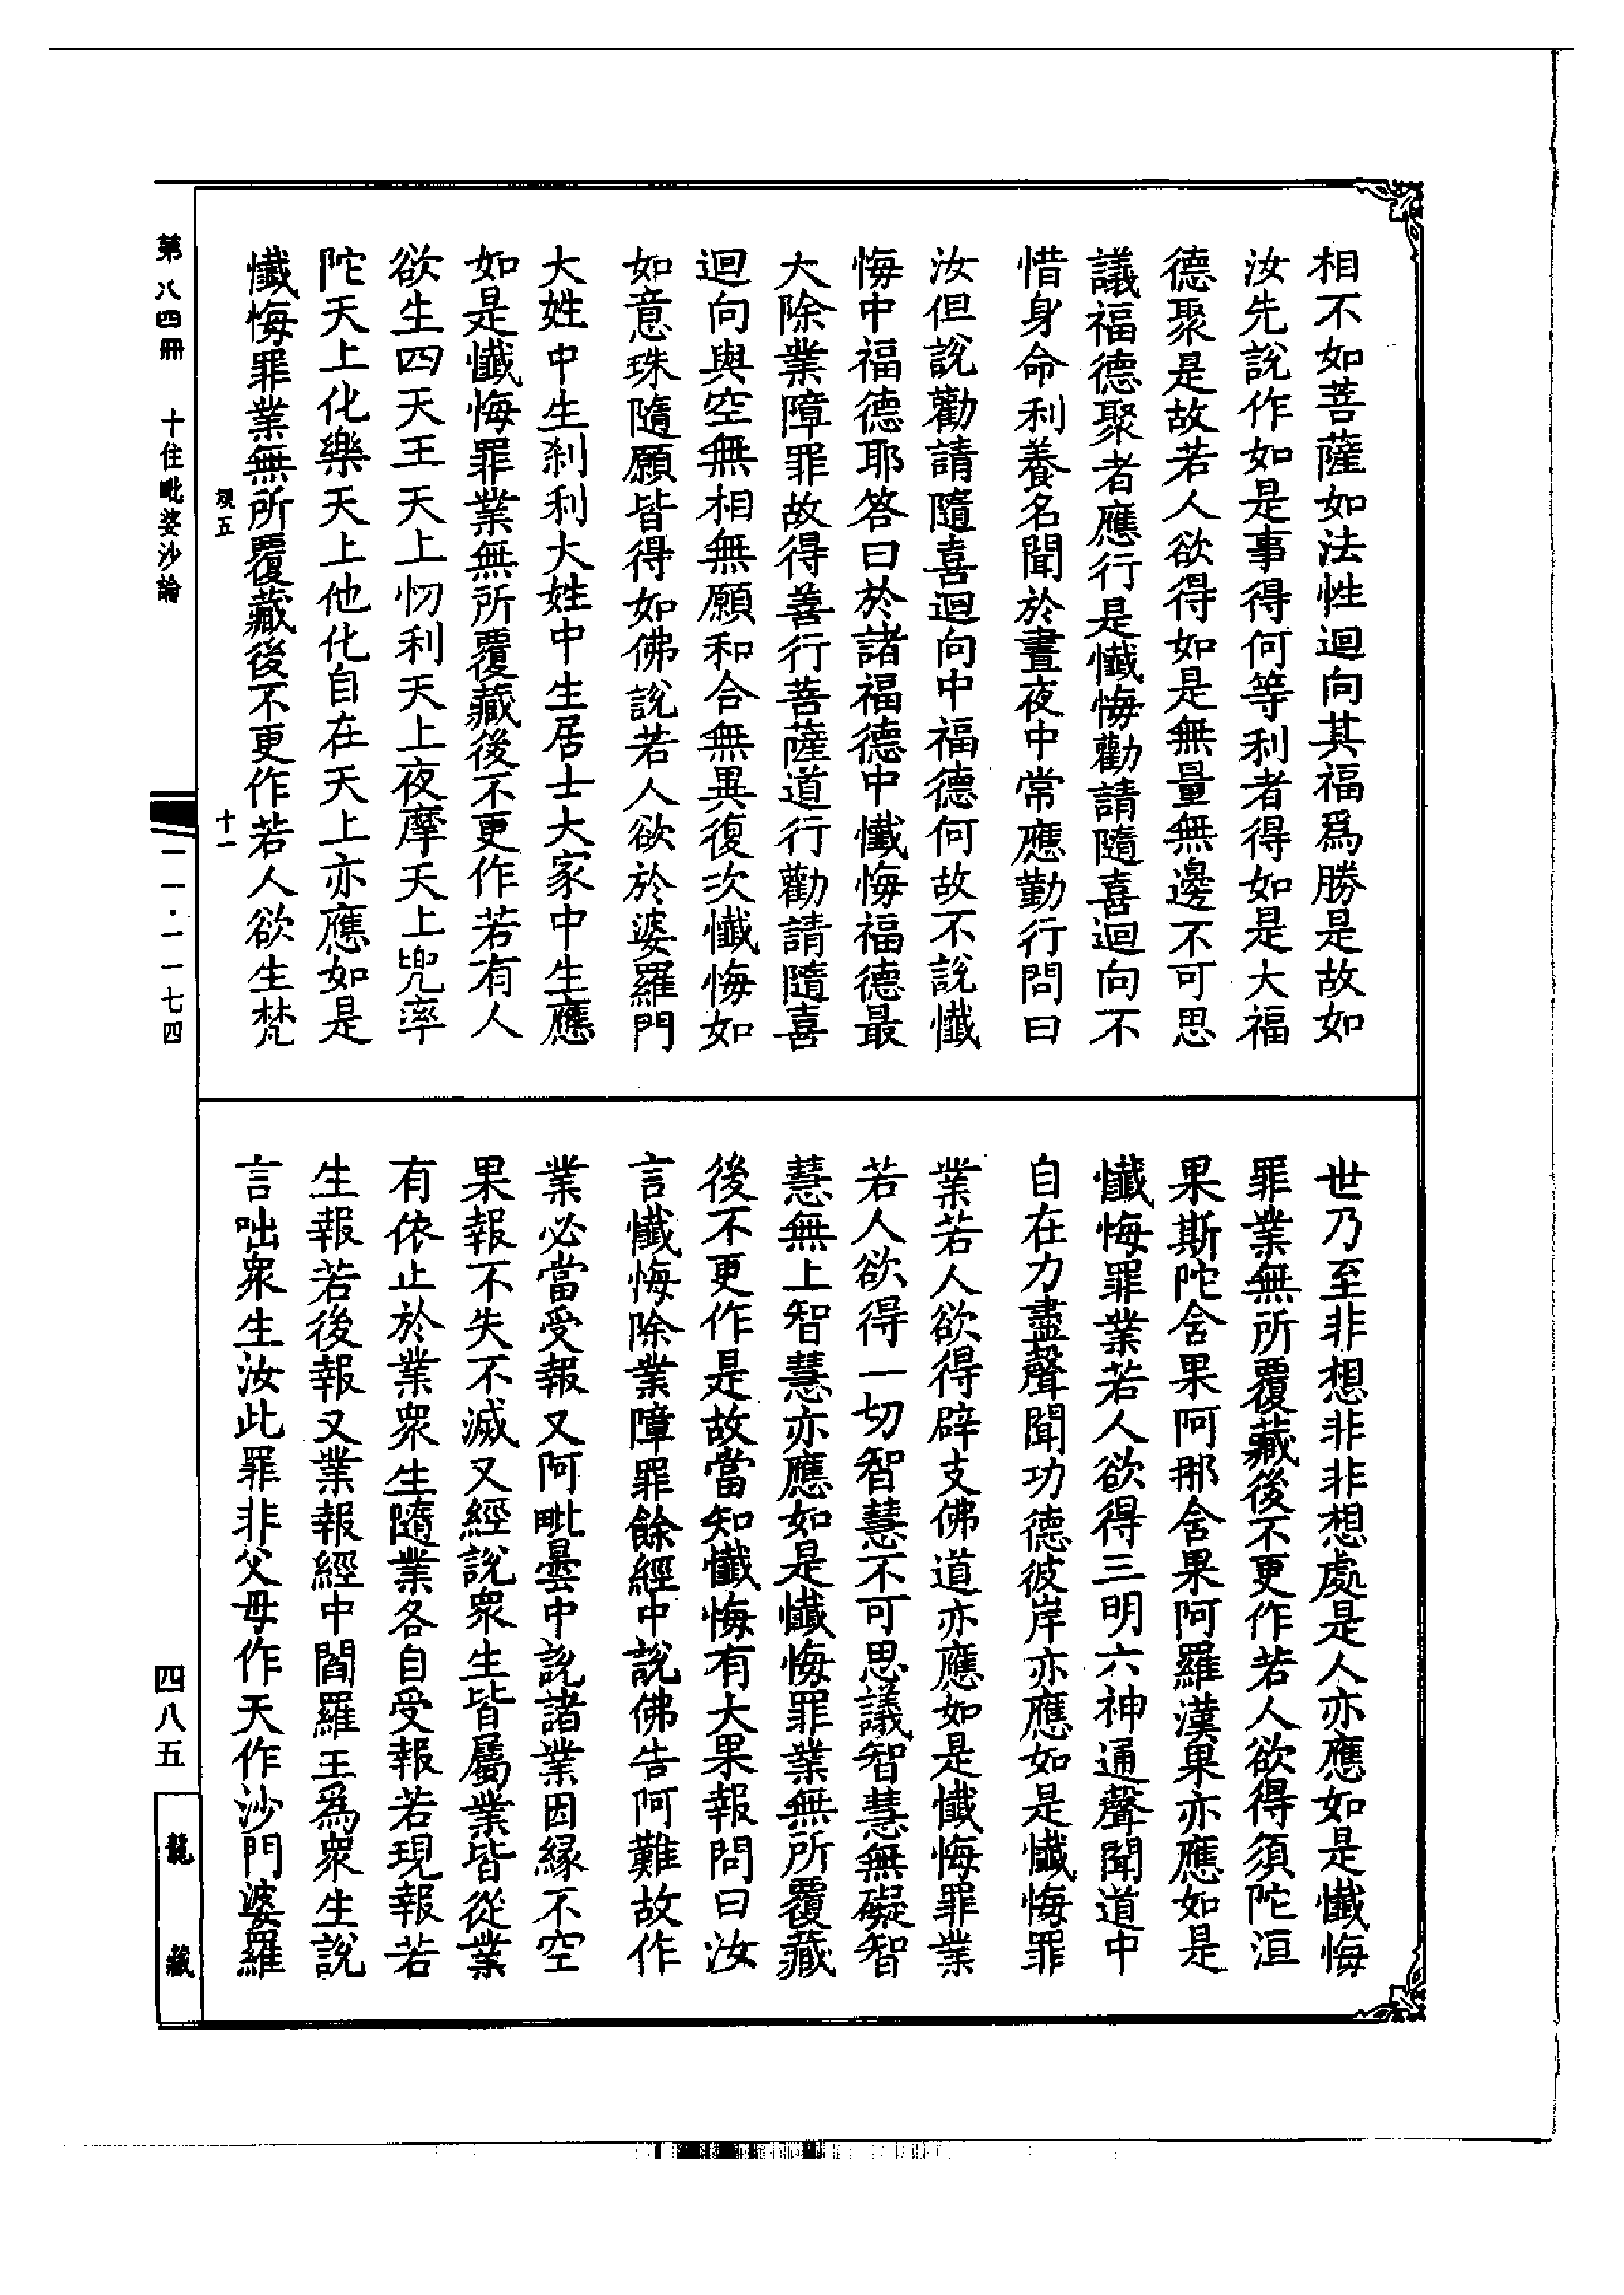 相不如菩薩如法性迴向其福爲勝是故如
汝先說作如是事得何等利者得如是大福
德聚是故若人欲得如是無量無邊不可思
議福德聚者應行是懺悔勸請隨喜迴向不
惜身命利養名聞於晝夜中常應勤行問曰
汝但說勸請隨喜迴向中福德何故不說懺
悔中福德耶答曰於諸福德中懺悔福德最
大除業障罪故得善行菩薩道行勸請隨喜
迴向與空無相無願和合無異復次懺悔如
如意珠隨願皆得如佛說若人欲於婆羅門
大姓中生剎利大姓中生居士大家中生應
如是懺悔罪業無所覆藏後不更作若有人
欲生四天王天上忉利天上夜摩天上兜率
陀天上化樂天上他化自在天上亦應如是
懺悔罪業無所覆藏後不更作若人欲生梵
世乃至非想非非想處是人亦應如是懺悔
罪業無所覆藏後不更作若人欲得須陀洹
果斯陀含果阿那含果阿羅漢果亦應如是
懺悔罪業若人欲得三明六神通聲聞道中
自在力盡聲聞功德彼岸亦應如是懺悔罪
業若人欲得辟支佛道亦應如是懺悔罪業
若人欲得一切智慧不可思議智慧無礙智
慧無上智慧亦應如是懺悔罪業無所覆藏
後不更作是故當知懺悔有大果報問曰汝
言懺悔除業障罪餘經中說佛告阿難故作
業必當受報又阿毗曇中說諸業因緣不空
果報不失不滅又經說衆生皆屬業皆從業
有依止於業衆生隨業各自受報若現報若
生報若後報又業報經中閻羅王爲衆生說
言咄衆生汝此罪非父母作天作沙門婆羅
五
十一
第八四冊 十住毗婆沙論
一一一·一一七四
四八五
龍藏